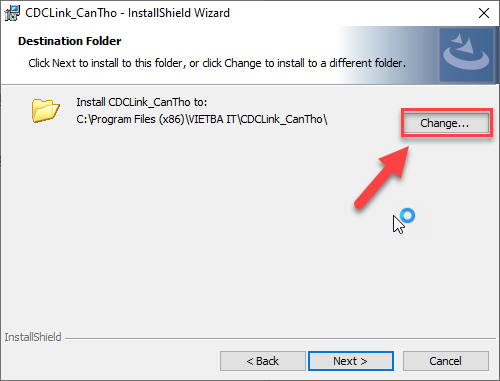 CDCLink_CanTho - InstallShield Wizard
Destination Folder
Click Next to install to this folder, or click Change to install to a different folder.
Install CDCLink_CanTho to:
C:\Program Files (x86)\VIETBA IT\CDCLink_CanTho\
Change...
InstallShield
< Back
Next >
Cancel